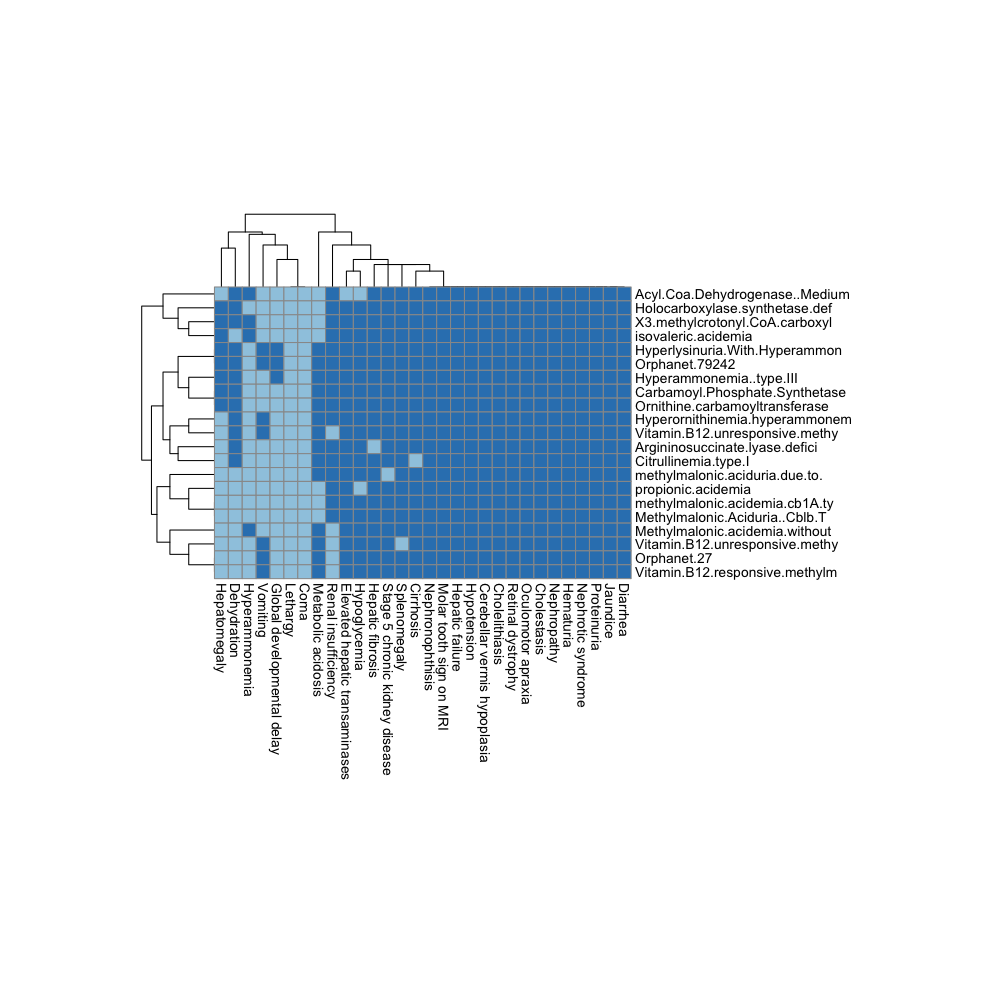 Acyl.Coa.Dehydrogenase..Medium
Holocarboxylase.synthetase.def
X3.methylcrotonyl.CoA.carboxyl
isovaleric.acidemia
Hyperlysinuria.With.Hyperammon
Orphanet.79242
Hyperammonemia..type.III
Carbamoyl.Phosphate.Synthetase
Ornithine.carbamoyltransferase
Hyperornithinemia.hyperammonem
Vitamin.B12.unresponsive.methy
Argininosuccinate.lyase.defici
Citrullinemia.type.I
methylmalonic.aciduria.due.to.
propionic.acidemia
methylmalonic.acidemia.cb1A.ty
Methylmalonic.Aciduria..Cblb.T
Methylmalonic.acidemia.without
Vitamin.B12.unresponsive.methy
Orphanet.27
Vitamin.B12.responsive.methylm
Hepatomegaly
Dehydration
Hyperammonemia
Vomiting
Global developmental delay
Lethargy
Coma
Metabolic acidosis
Renal insufficiency
Elevated hepatic transaminases
Hypoglycemia
Hepatic fibrosis
Stage 5 chronic kidney disease
Splenomegaly
Cirrhosis
Nephronophthisis
Molar tooth sign on MRI
Hepatic failure
Hypotension
Cerebellar vermis hypoplasia
Cholelithiasis
Retinal dystrophy
Oculomotor apraxia
Cholestasis
Nephropathy
Hematuria
Nephrotic syndrome
Proteinuria
Jaundice
Diarrhea